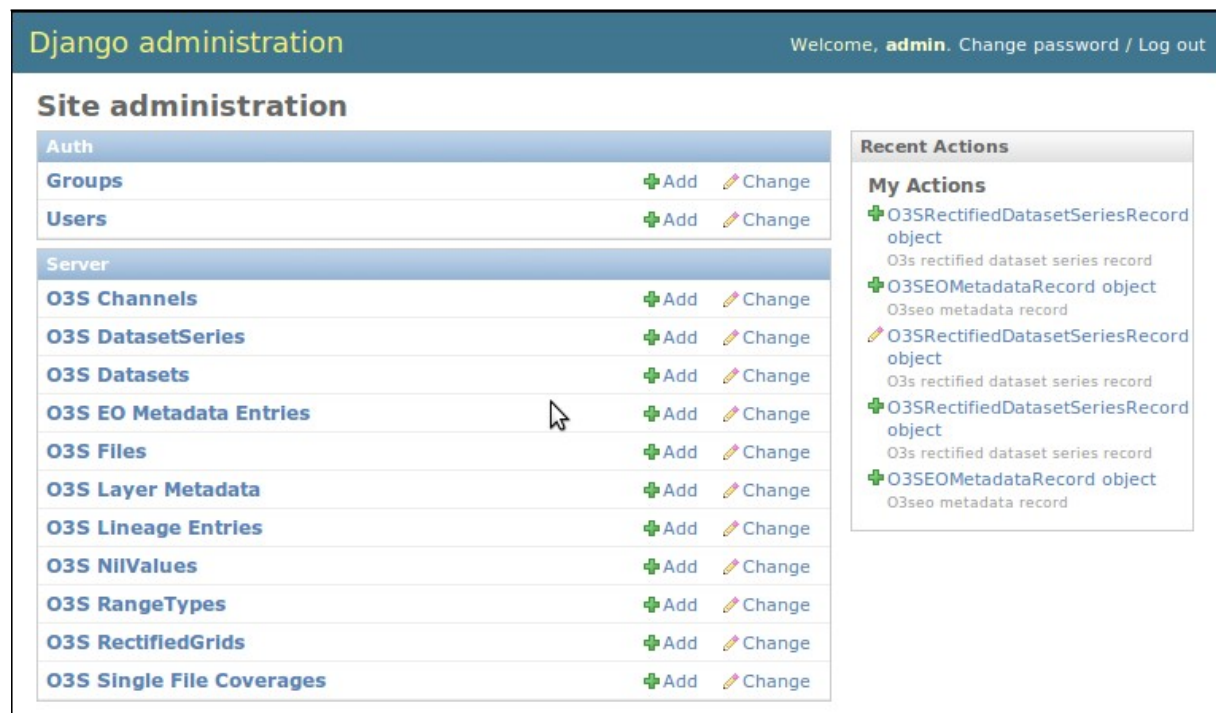 Django administration
Welcome, admin. Change password / Log out
Site administration
Auth
Groups Add Change
Users Add Change
Server
O3S Channels Add Change
O3S DatasetSeries Add Change
O3S Datasets Add Change
O3S EO Metadata Entries Add Change
O3S Files Add Change
O3S Layer Metadata Add Change
O3S Lineage Entries Add Change
O3S NilValues Add Change
O3S RangeTypes Add Change
O3S RectifiedGrids Add Change
O3S Single File Coverages Add Change
Recent Actions
My Actions
O3SRectifiedDatasetSeriesRecord
object
O3s rectified dataset series record
O3SEOMetadataRecord object
O3seo metadata record
O3SRectifiedDatasetSeriesRecord
object
O3s rectified dataset series record
O3SRectifiedDatasetSeriesRecord
object
O3s rectified dataset series record
O3SEOMetadataRecord object
O3seo metadata record